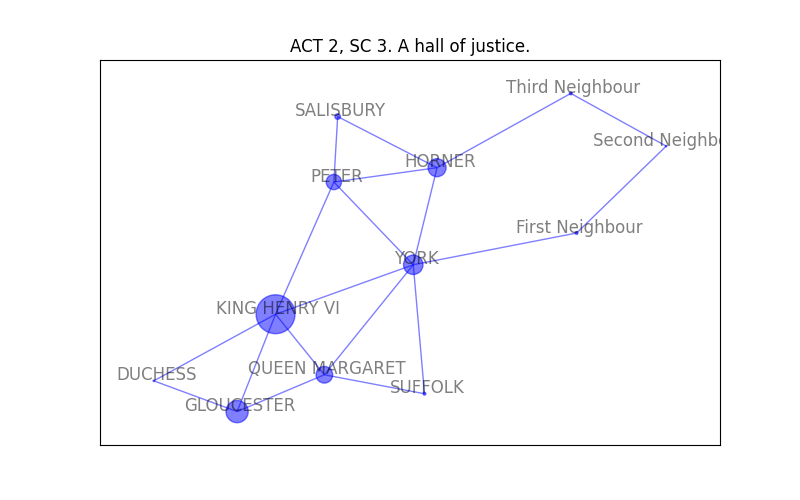 ACT 2, SC 3. A hall of justice.
Third Neighbour
SALISBURY
Second Neighbo
HORNER
PETER
First Neighbour
YORK
KING HENRY VI
QUEEN MARGARET
DUCHESS
SUFFOLK
GLOUCESTER